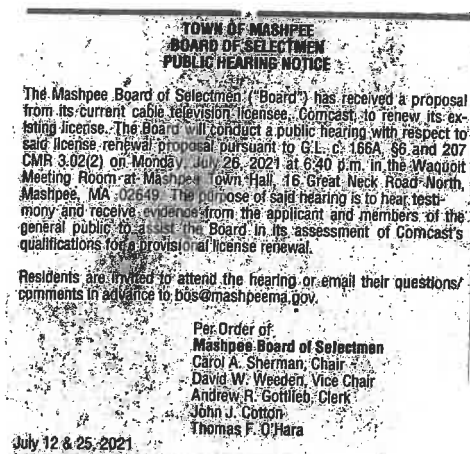 TOWN OF MASHPEE
BOARD OF SELECTMEN
PUBLIC HEARING NOTICE
The Mashpee Board of Selectmen ("Board") has received a proposal
from its current cable television licensee, Comcast, to renew its ex-
isting license. The Board will conduct a public hearing with respect to
said license renewal proposal pursuant to G.L. c. 166A, §6 and 207
CMR 3.02(2) on Monday, July 26, 2021 at 6:40 p.m. in the Waquoit
Meeting Room at Mashpee Town Hall, 16 Great Neck Road North,
Mashpee, MA 02649. The purpose of said hearing is to hear testi-
mony and receive evidence from the applicant and members of the
general public to assist the Board in its assessment of Comcast's
qualifications for a provisional license renewal.
Residents are invited to attend the hearing or email their questions/
comments in advance to bos@mashpeema.gov.
Per Order of
Mashpee Board of Selectmen
Carol A. Sherman, Chair
David W. Weeden, Vice Chair
Andrew R. Gottlieb, Clerk
John J. Cotton
Thomas F. O'Hara
July 12 & 25, 2021